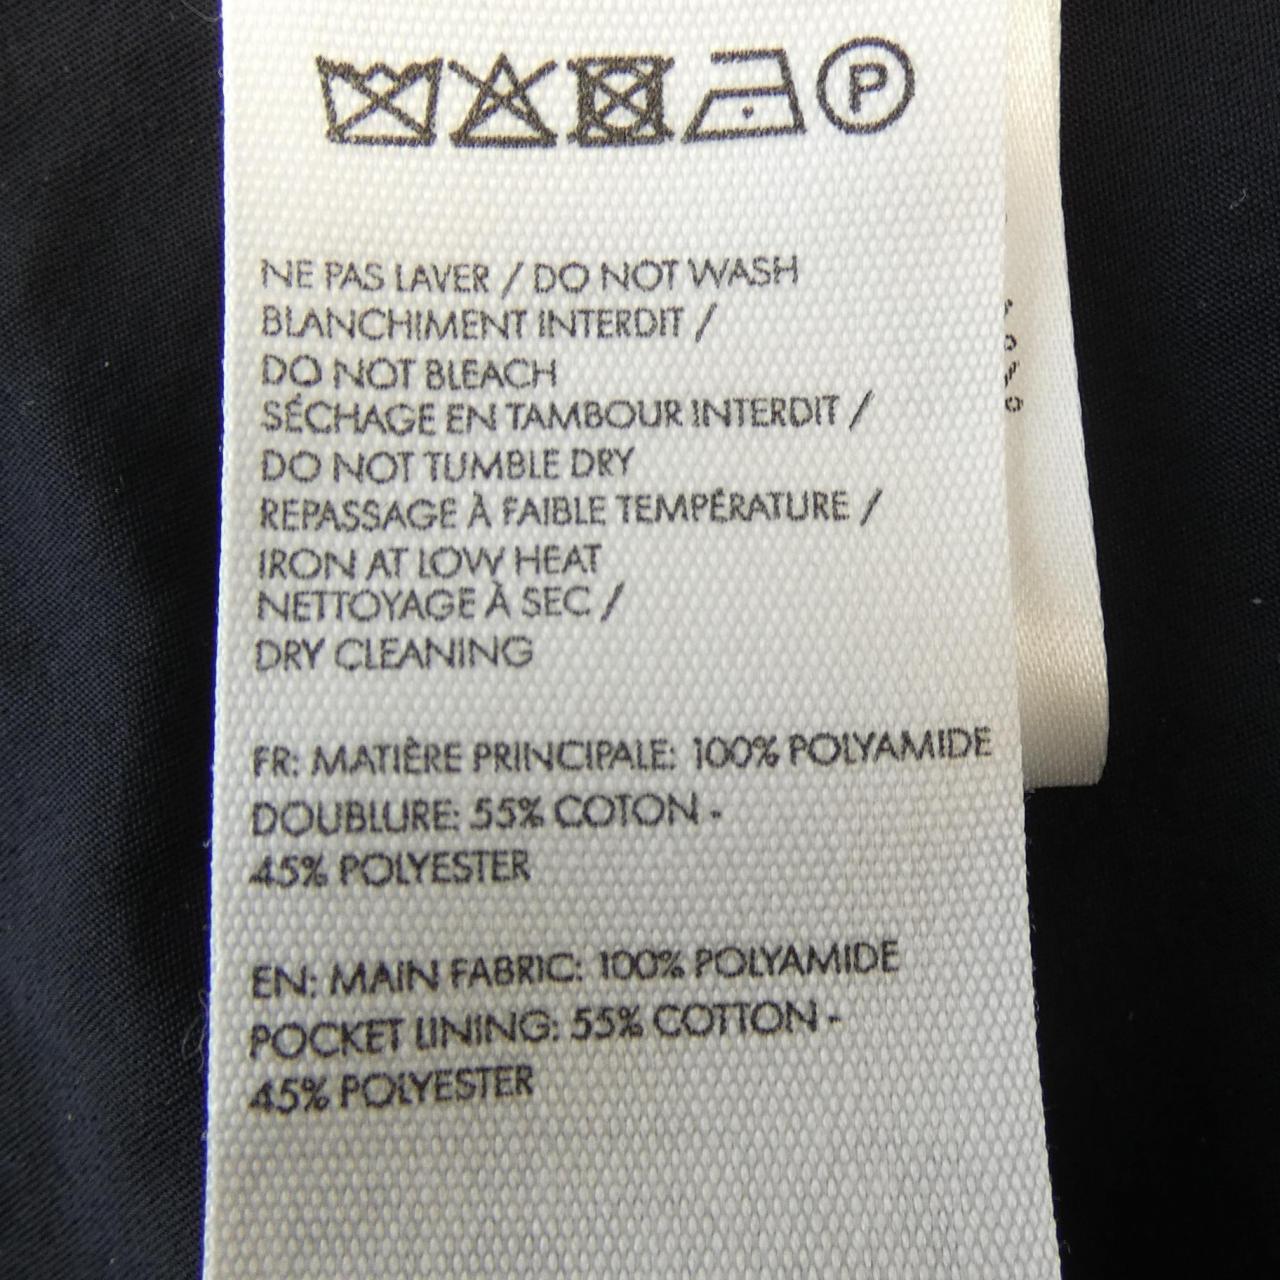 P
NE PAS LAVER / DO NOT WASH
BLANCHIMENT INTERDIT /
DO NOT BLEACH
SÉCHAGE EN TAMBOUR INTERDIT /
DO NOT TUMBLE DRY
REPASSAGE À FAIBLE TEMPÉRATURE /
IRON AT LOW HEAT
NETTOYAGE À SEC /
DRY CLEANING
FR: MATIÈRE PRINCIPALE: 100% POLYAMIDE
DOUBLURE: 55% COTON -
45% POLYESTER
EN: MAIN FABRIC: 100% POLYAMIDE
POCKET LINING: 55% COTTON -
45% POLYESTER